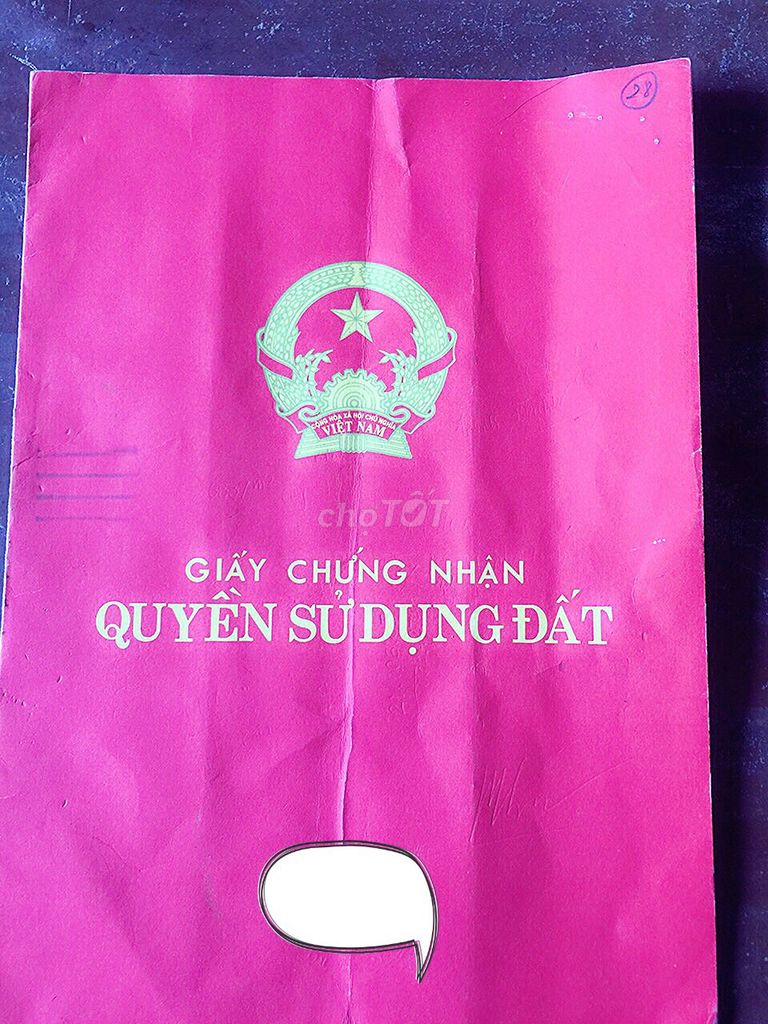 28
CỘNG HÒA XÃ HỘI CHỦ NGHĨA
VIỆT NAM
chợTỐT
GIẤY CHỨNG NHẬN
QUYỀN SỬ DỤNG ĐẤT